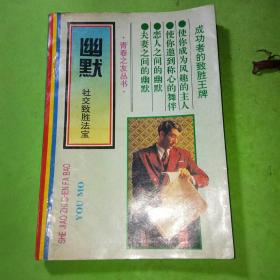 成功者的致胜王牌
●使你成为风趣的主人
●使你遇到称心的舞伴
●恋人之间的幽默
●夫妻之间的幽默
·青春之友丛书·
幽默
社交致胜法宝
SHE JIAO ZHI SHEN FA BAO
YOU MO